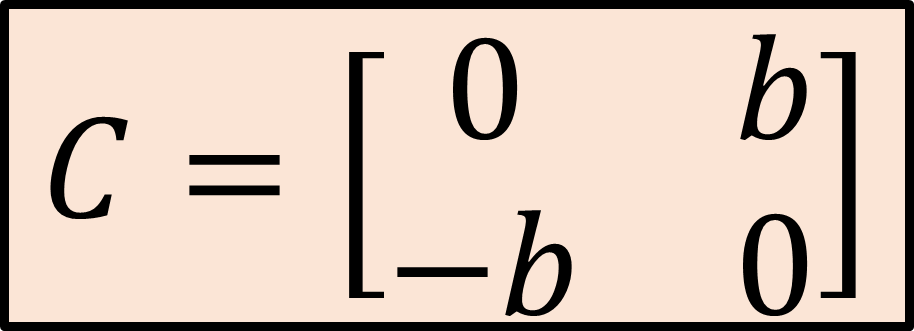 C = [ 0 b
-b 0 ]